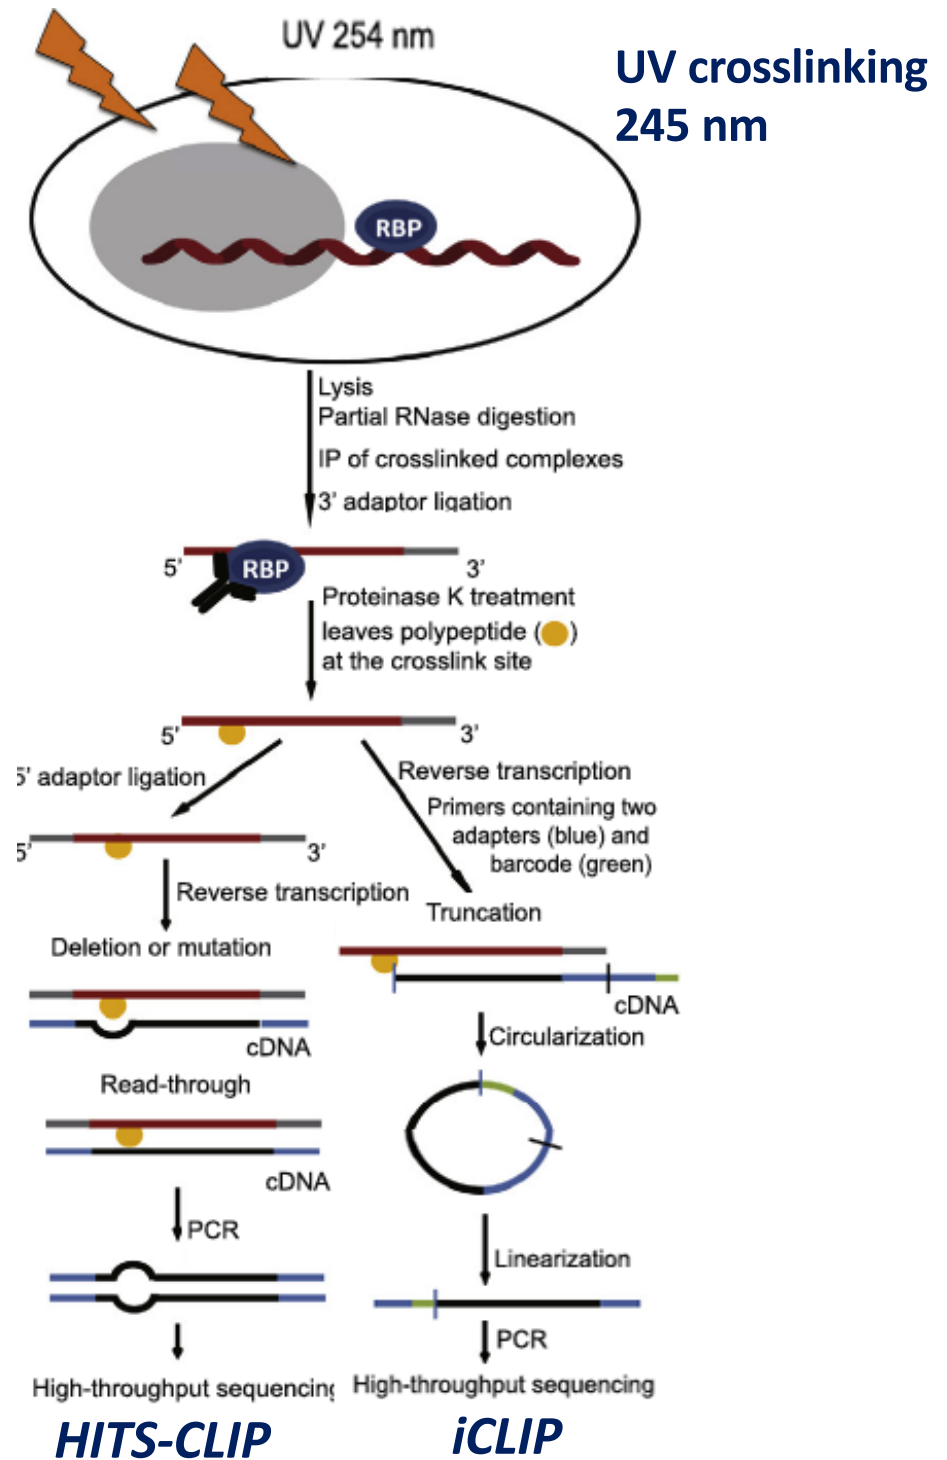 UV 254 nm
UV crosslinking
245 nm
RBP
Lysis
Partial RNase digestion
IP of crosslinked complexes
3' adaptor ligation
RBP
5'
3'
Proteinase K treatment
leaves polypeptide ( )
at the crosslink site
5'
3'
5' adaptor ligation
Reverse transcription
Primers containing two
adapters (blue) and
barcode (green)
5'
3'
Reverse transcription
Truncation
Deletion or mutation
cDNA
cDNA
Circularization
Read-through
cDNA
PCR
Linearization
PCR
High-throughput sequencing
High-throughput sequencing
HITS-CLIP
iCLIP